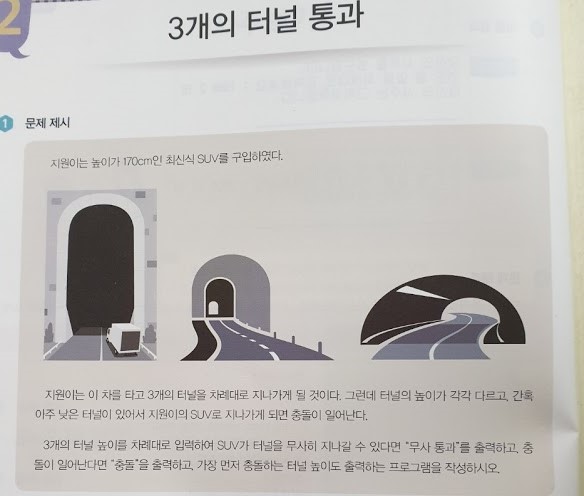 2
3개의 터널 통과
1 문제 제시
지원이는 높이가 170cm인 최신식 SUV를 구입하였다.
지원이는 이 차를 타고 3개의 터널을 차례대로 지나가게 될 것이다. 그런데 터널의 높이가 각각 다르고, 간혹
아주 낮은 터널이 있어서 지원이의 SUV로 지나가게 되면 충돌이 일어난다.
3개의 터널 높이를 차례대로 입력하여 SUV가 터널을 무사히 지나갈 수 있다면 “무사 통과”를 출력하고, 충
돌이 일어난다면 “충돌”을 출력하고, 가장 먼저 충돌하는 터널 높이도 출력하는 프로그램을 작성하시오.